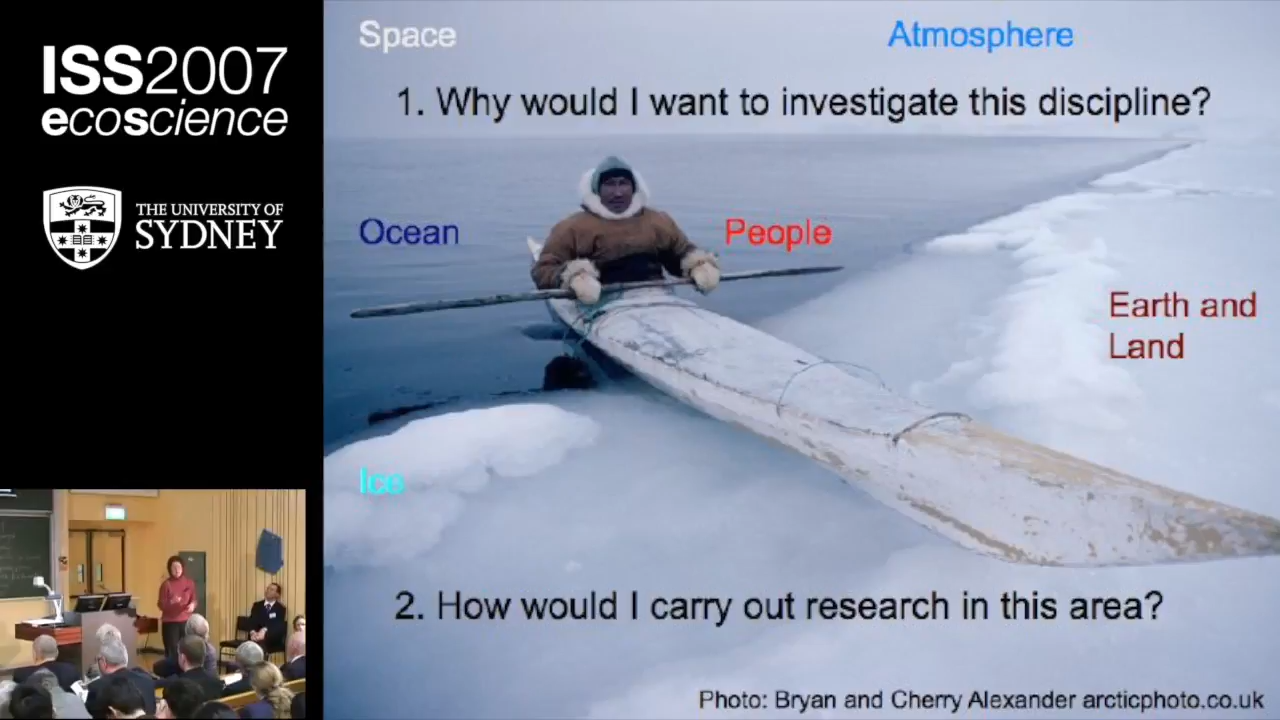 ISS2007
ecoscience
THE UNIVERSITY OF
SYDNEY
Space
Atmosphere
1. Why would I want to investigate this discipline?
Ocean
People
Earth and
Land
Ice
2. How would I carry out research in this area?
Photo: Bryan and Cherry Alexander arcticphoto.co.uk